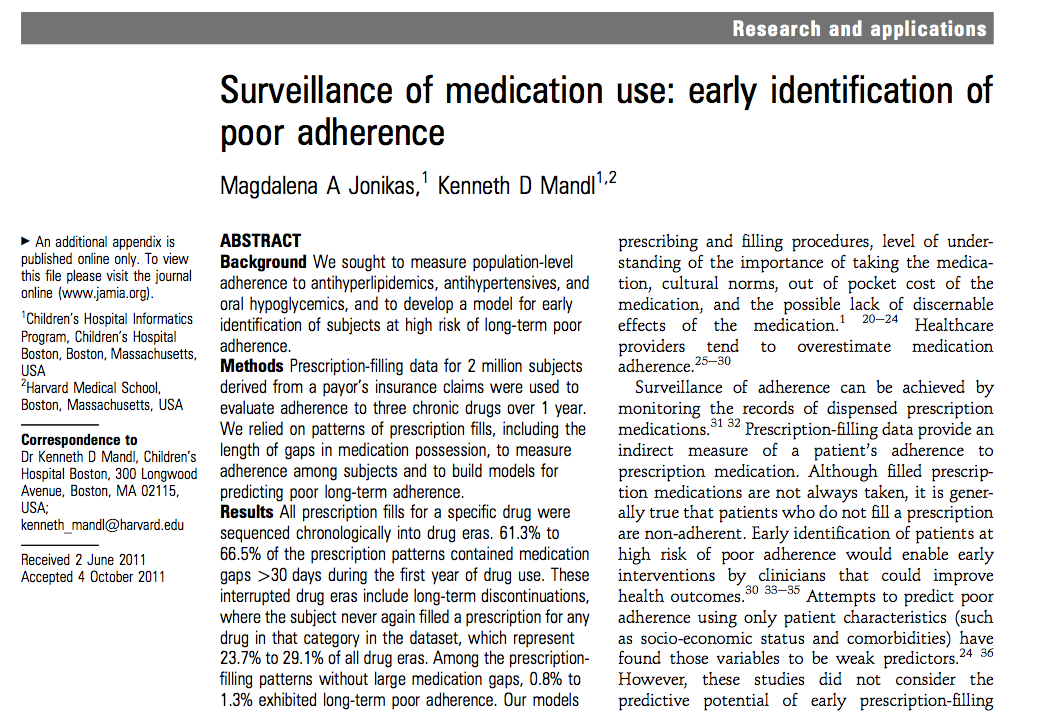 Research and applications
Surveillance of medication use: early identification of
poor adherence
Magdalena A Jonikas,1 Kenneth D Mandl1,2
► An additional appendix is
published online only. To view
this file please visit the journal
online (www.jamia.org).
1Children's Hospital Informatics
Program, Children's Hospital
Boston, Boston, Massachusetts,
USA
2Harvard Medical School,
Boston, Massachusetts, USA
Correspondence to
Dr Kenneth D Mandl, Children's
Hospital Boston, 300 Longwood
Avenue, Boston, MA 02115,
USA;
kenneth_mandl@harvard.edu
Received 2 June 2011
Accepted 4 October 2011
ABSTRACT
Background We sought to measure population-level
adherence to antihyperlipidemics, antihypertensives, and
oral hypoglycemics, and to develop a model for early
identification of subjects at high risk of long-term poor
adherence.
Methods Prescription-filling data for 2 million subjects
derived from a payor's insurance claims were used to
evaluate adherence to three chronic drugs over 1 year.
We relied on patterns of prescription fills, including the
length of gaps in medication possession, to measure
adherence among subjects and to build models for
predicting poor long-term adherence.
Results All prescription fills for a specific drug were
sequenced chronologically into drug eras. 61.3% to
66.5% of the prescription patterns contained medication
gaps >30 days during the first year of drug use. These
interrupted drug eras include long-term discontinuations,
where the subject never again filled a prescription for any
drug in that category in the dataset, which represent
23.7% to 29.1% of all drug eras. Among the prescription-
filling patterns without large medication gaps, 0.8% to
1.3% exhibited long-term poor adherence. Our models
prescribing and filling procedures, level of under-
standing of the importance of taking the medica-
tion, cultural norms, out of pocket cost of the
medication, and the possible lack of discernable
effects of the medication.1 20–24 Healthcare
providers tend to overestimate medication
adherence.25–30
Surveillance of adherence can be achieved by
monitoring the records of dispensed prescription
medications.31 32 Prescription-filling data provide an
indirect measure of a patient's adherence to
prescription medication. Although filled prescrip-
tion medications are not always taken, it is gener-
ally true that patients who do not fill a prescription
are non-adherent. Early identification of patients at
high risk of poor adherence would enable early
interventions by clinicians that could improve
health outcomes.30 33–35 Attempts to predict poor
adherence using only patient characteristics (such
as socio-economic status and comorbidities) have
found those variables to be weak predictors.24 36
However, these studies did not consider the
predictive potential of early prescription-filling